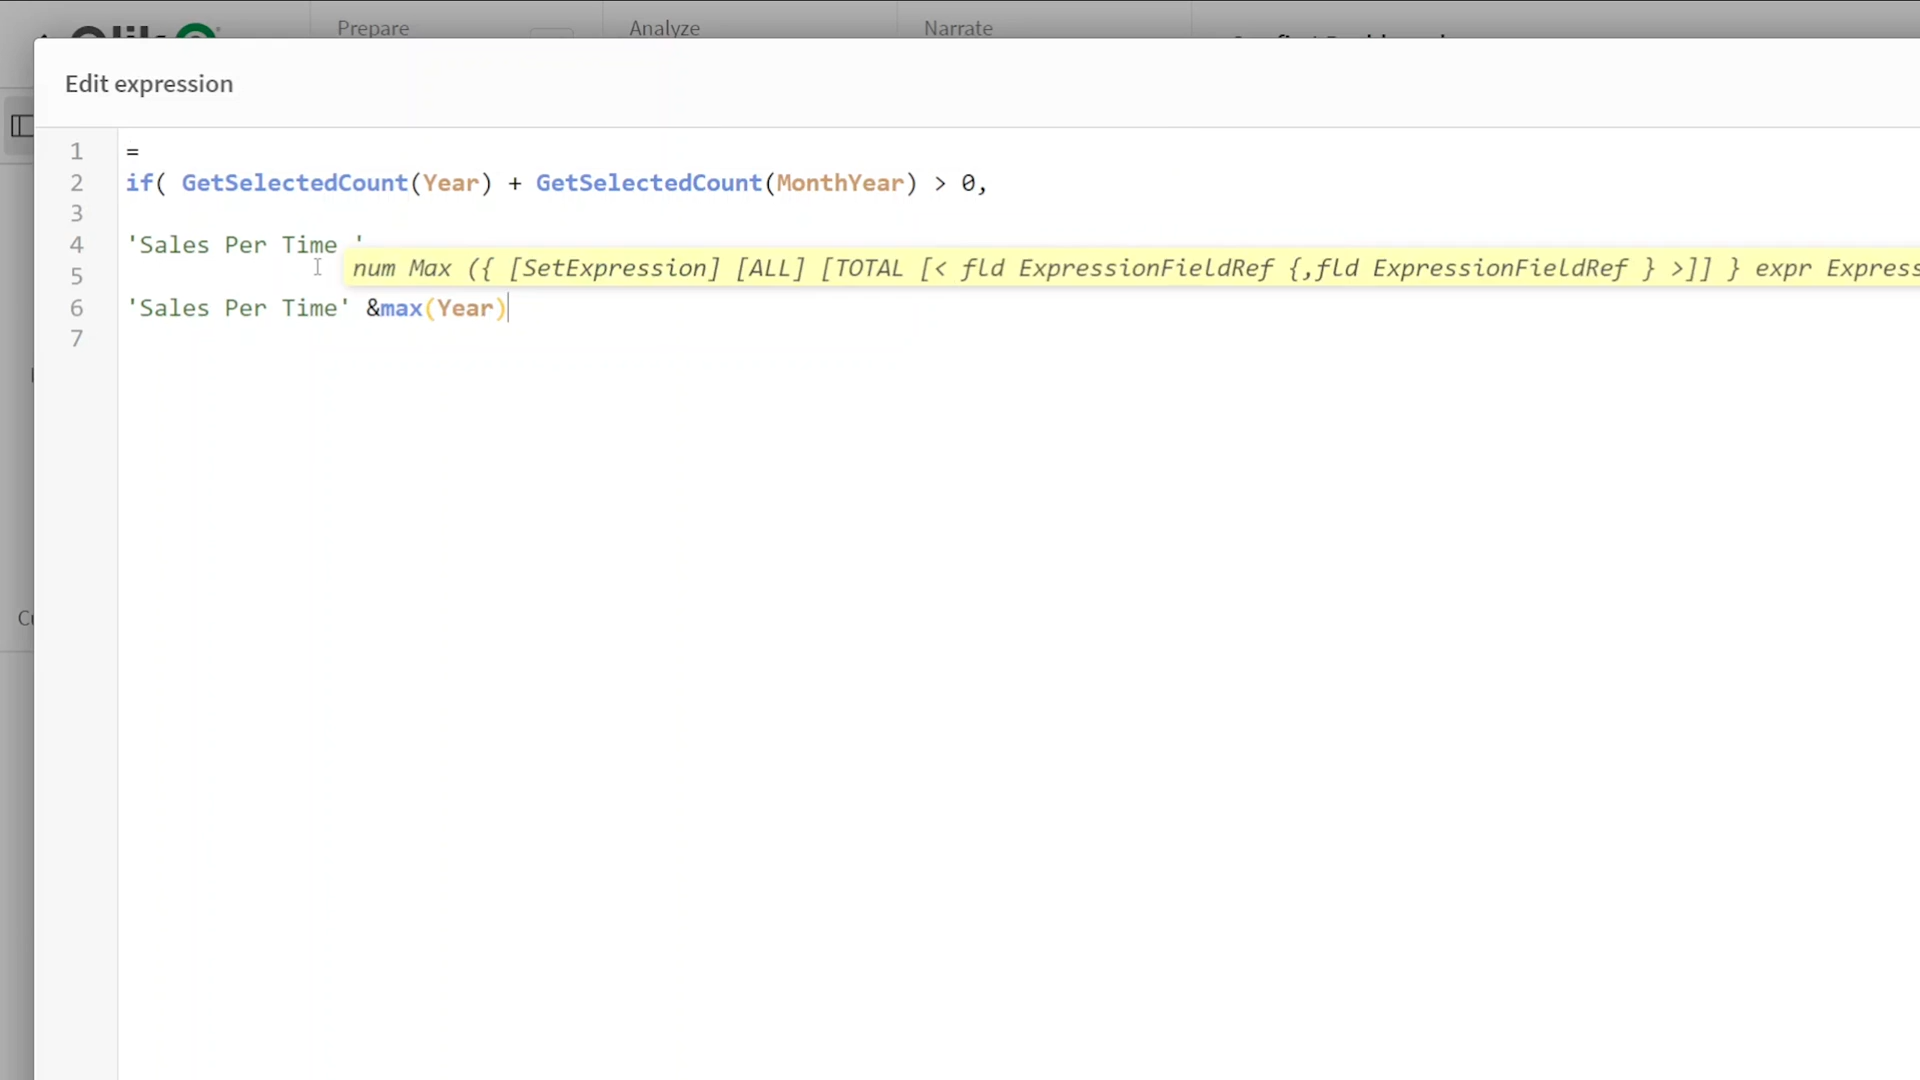 Prepare
Analyze
Narrate
Edit expression
1 =
2 if( GetSelectedCount(Year) + GetSelectedCount(MonthYear) > 0,
3
4 'Sales Per Time '
num Max ({ [SetExpression] [ALL] [TOTAL [< fld ExpressionFieldRef {,fld ExpressionFieldRef } >]] } expr Express
5
6 'Sales Per Time' &max(Year)
7